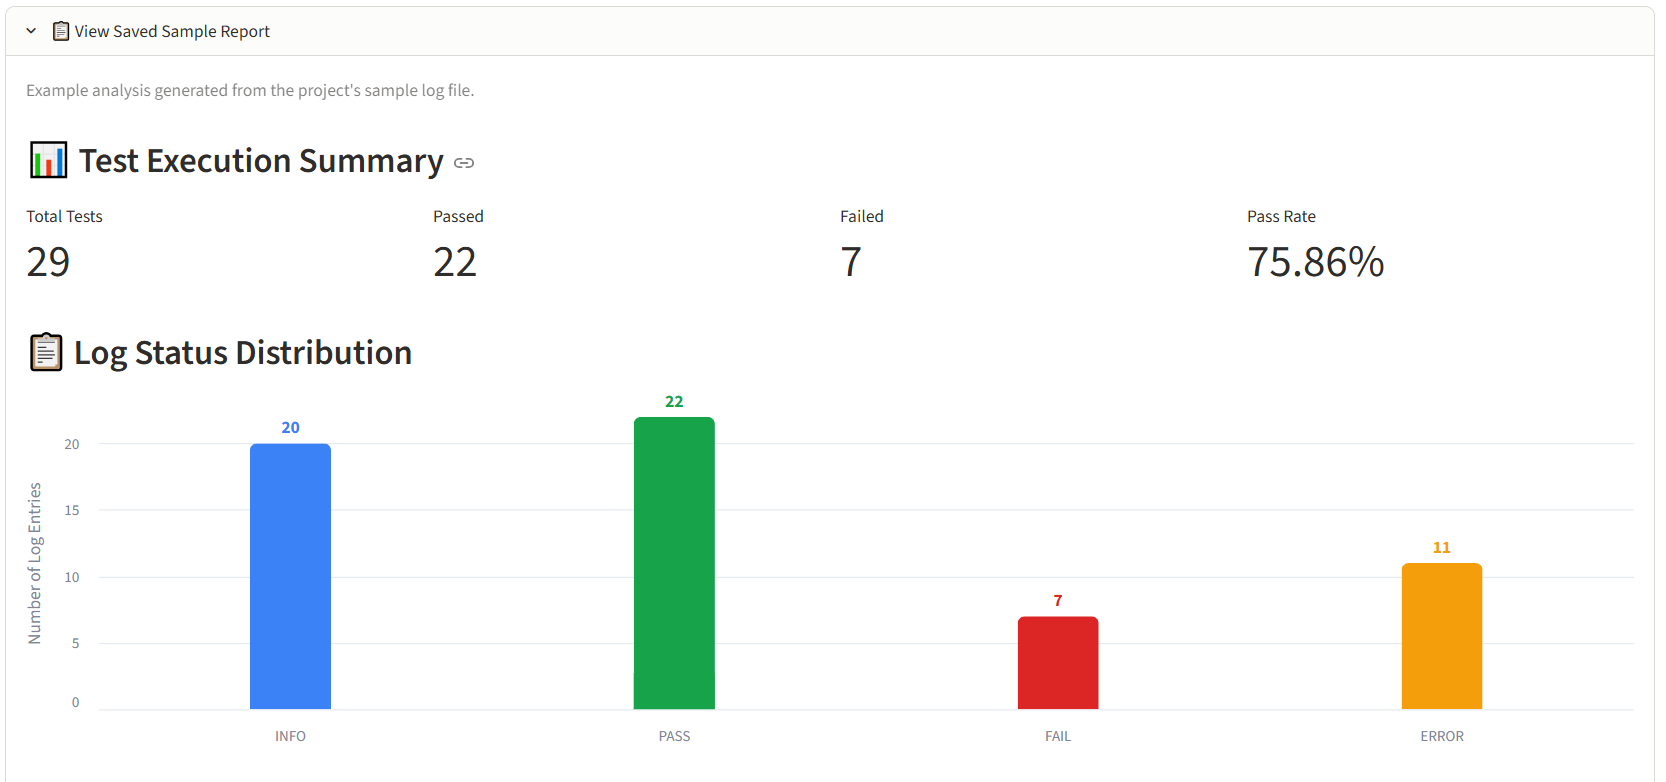 View Saved Sample Report
Example analysis generated from the project's sample log file.
Test Execution Summary
Total Tests
Passed
Failed
Pass Rate
29
22
7
75.86%
Log Status Distribution
Number of Log Entries
20
15
10
5
0
20
22
7
11
INFO
PASS
FAIL
ERROR